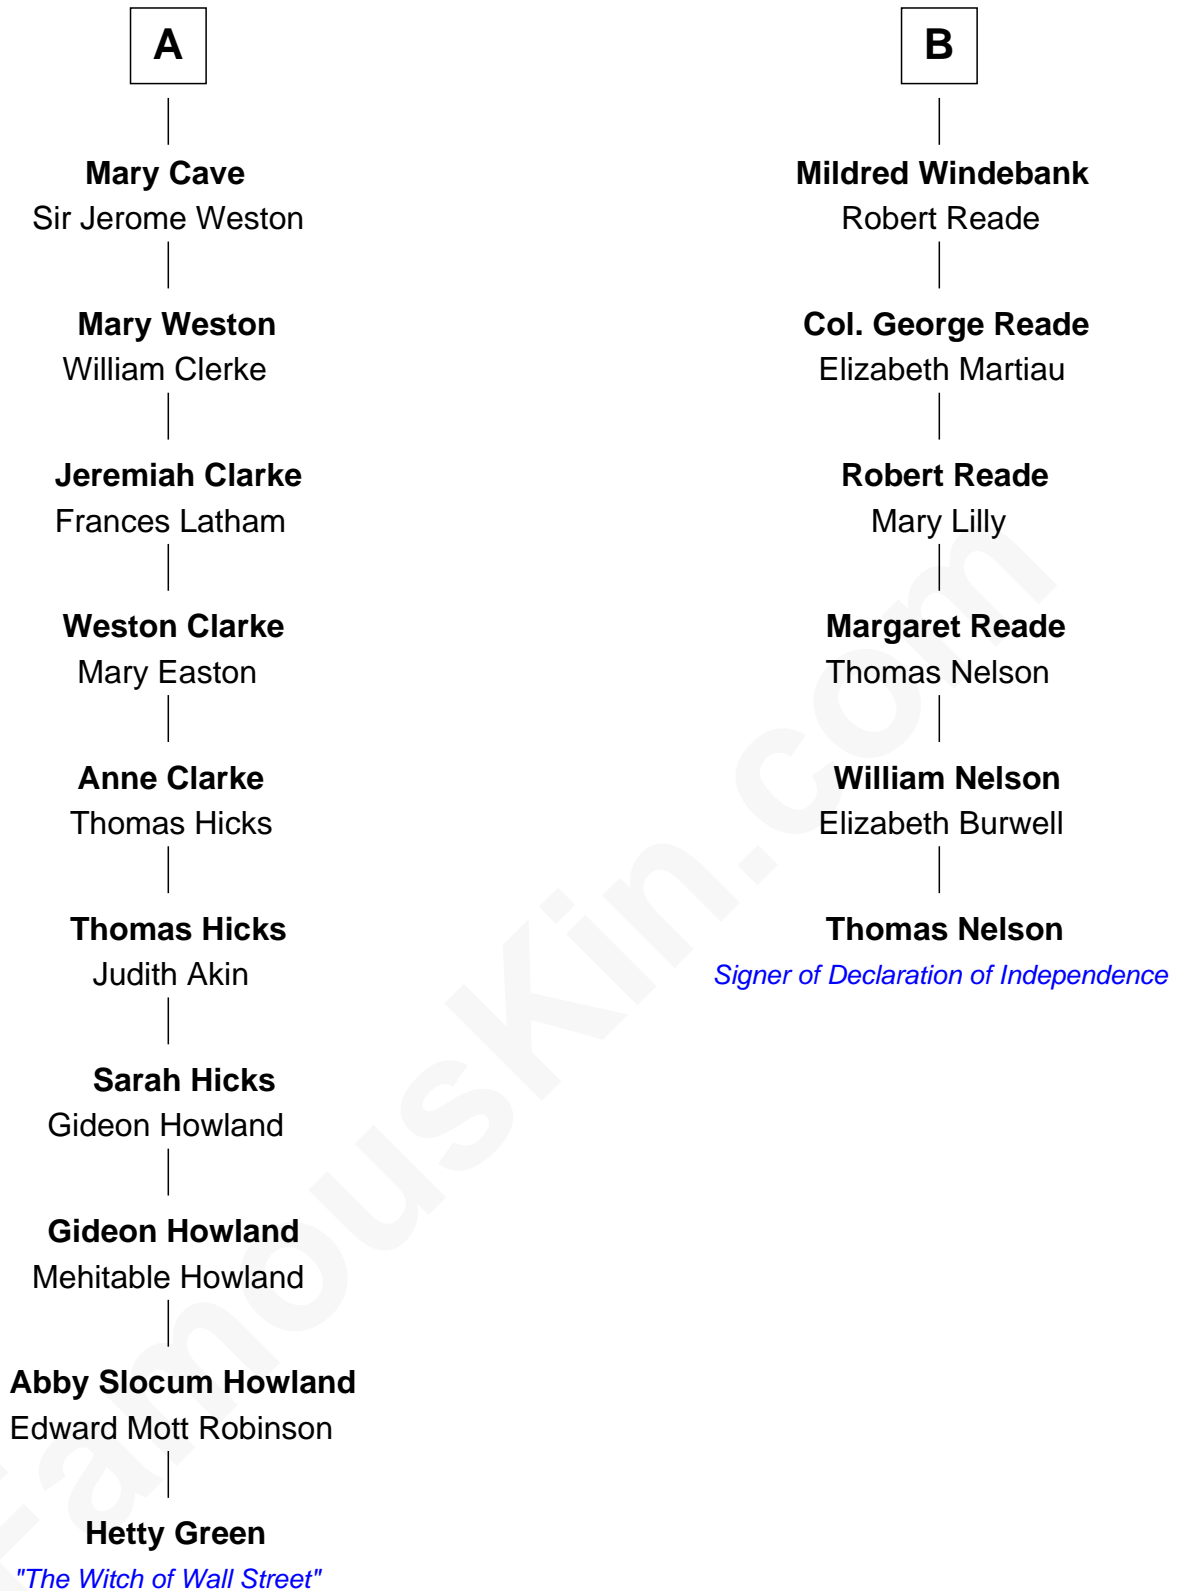 A
Mary Cave
Sir Jerome Weston
Mary Weston
William Clerke
Jeremiah Clarke
Frances Latham
Weston Clarke
Mary Easton
Anne Clarke
Thomas Hicks
Thomas Hicks
Judith Akin
Sarah Hicks
Gideon Howland
Gideon Howland
Mehitable Howland
Abby Slocum Howland
Edward Mott Robinson
Hetty Green
"The Witch of Wall Street"
B
Mildred Windebank
Robert Reade
Col. George Reade
Elizabeth Martiau
Robert Reade
Mary Lilly
Margaret Reade
Thomas Nelson
William Nelson
Elizabeth Burwell
Thomas Nelson
Signer of Declaration of Independence
FamousKin.com